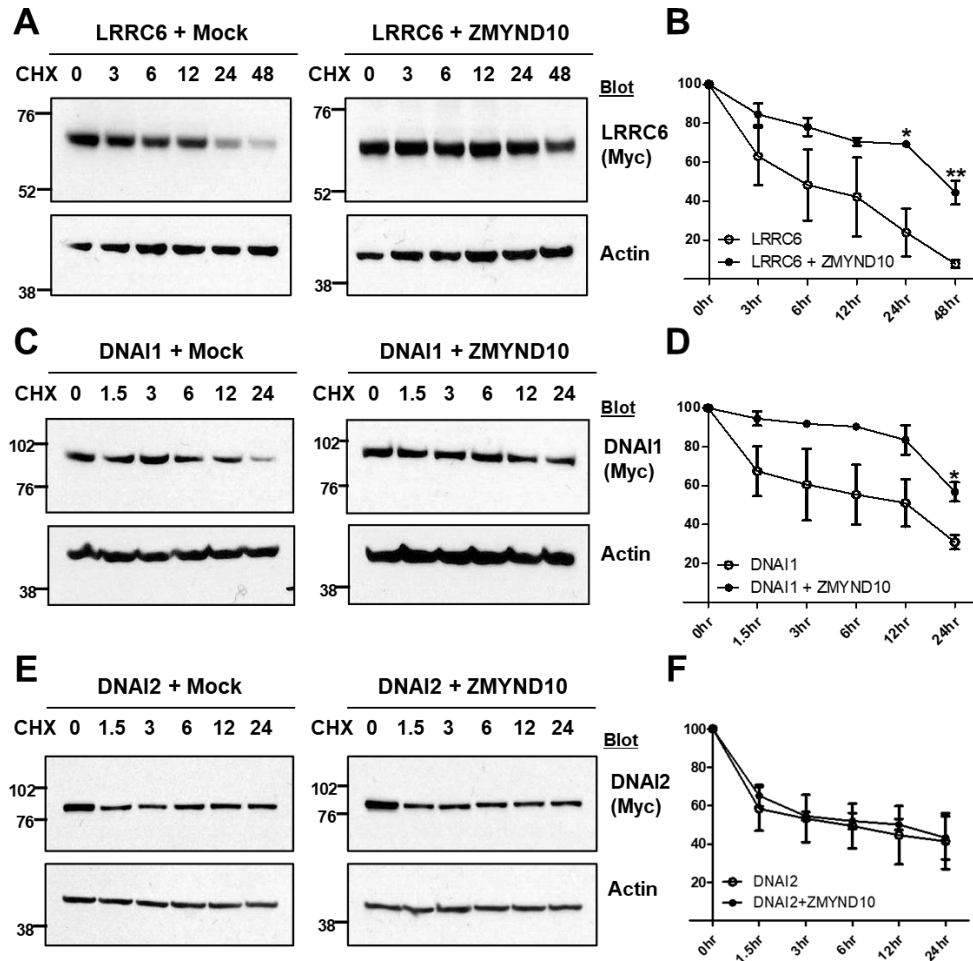 A
LRRC6 + Mock
LRRC6 + ZMYND10
CHX 0 3 6 12 24 48
CHX 0 3 6 12 24 48
Blot
76
52
LRRC6
(Myc)
38
Actin
B
100
80
60
40
20
*
**
LRRC6
LRRC6 + ZMYND10
0hr 3hr 6hr 12hr 24hr 48hr
C
DNAI1 + Mock
DNAI1 + ZMYND10
CHX 0 1.5 3 6 12 24
CHX 0 1.5 3 6 12 24
Blot
102
76
102
76
DNAI1
(Myc)
38
38
Actin
D
100
80
60
40
20
*
DNAI1
DNAI1 + ZMYND10
0hr 1.5hr 3hr 6hr 12hr 24hr
E
DNAI2 + Mock
DNAI2 + ZMYND10
CHX 0 1.5 3 6 12 24
CHX 0 1.5 3 6 12 24
Blot
102
76
102
76
DNAI2
(Myc)
38
38
Actin
F
100
80
60
40
20
DNAI2
DNAI2+ZMYND10
0hr 1.5hr 3hr 6hr 12hr 24hr